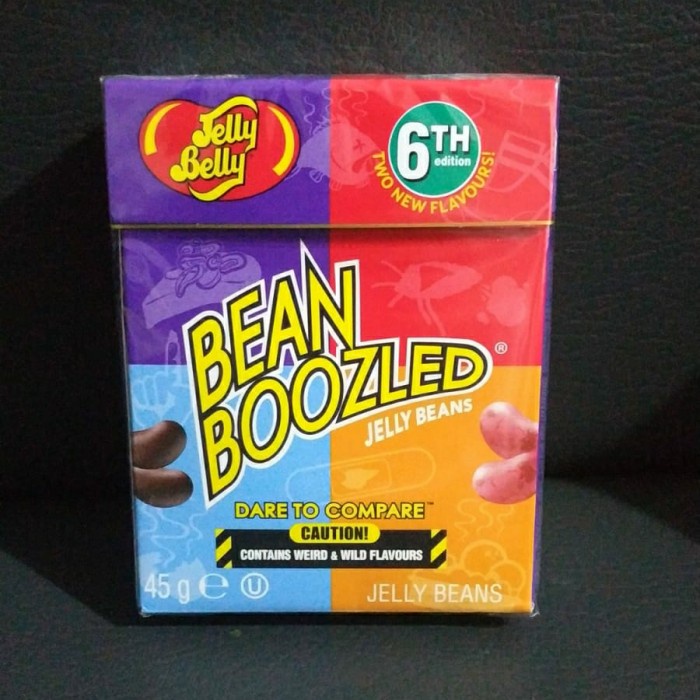 Jelly
Belly
6TH
edition
TWO NEW FLAVOURS!
BEAN
BOOZLED®
JELLY BEANS
DARE TO COMPARE™
CAUTION!
CONTAINS WEIRD & WILD FLAVOURS
45 g ℮ U
JELLY BEANS